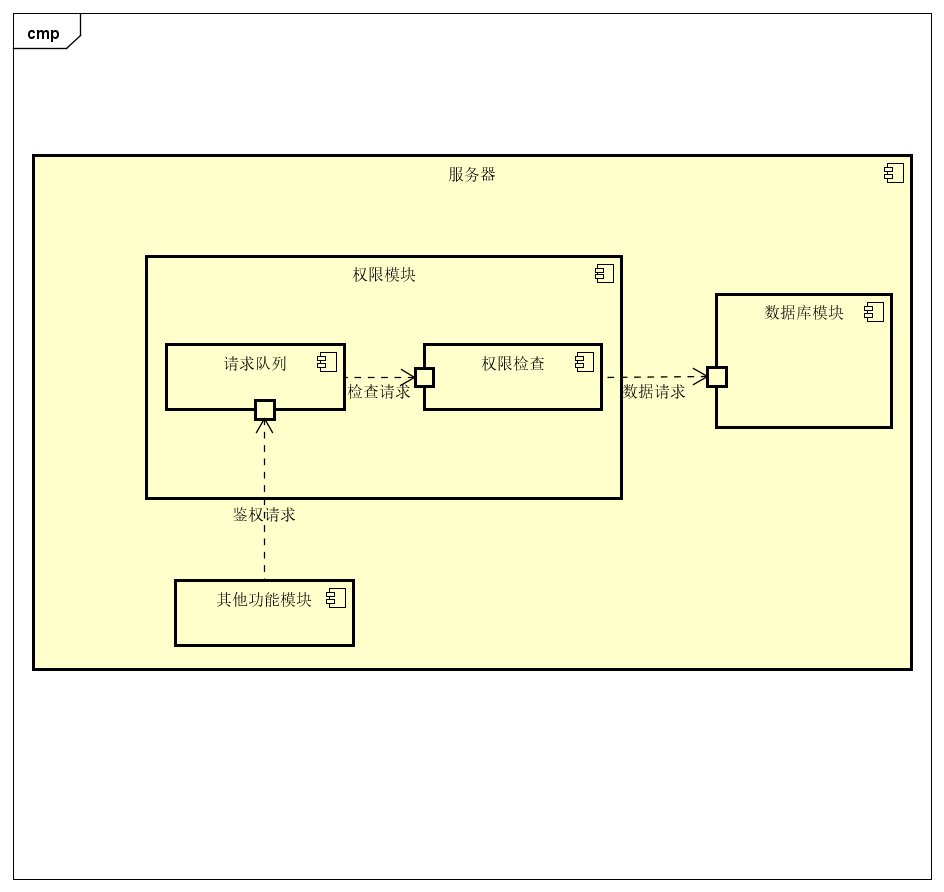 cmp
服务器
权限模块
数据库模块
请求队列
权限检查
检查请求
数据请求
鉴权请求
其他功能模块